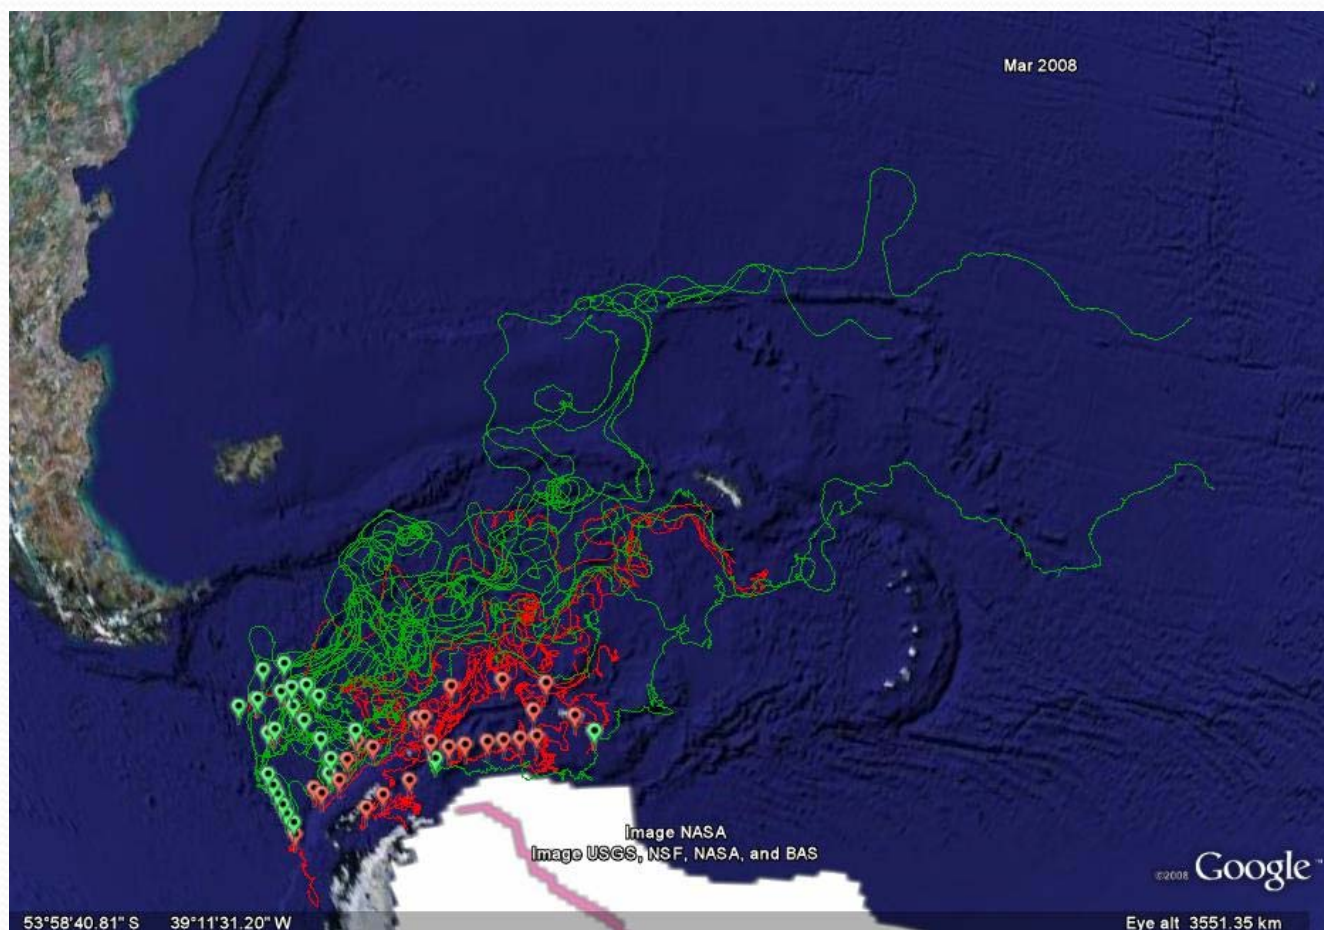 Mar 2008
Image NASA
Image USGS, NSF, NASA, and BAS
©2008 Google™
53°58'40.81" S 39°11'31.20" W Eye alt 3551.35 km